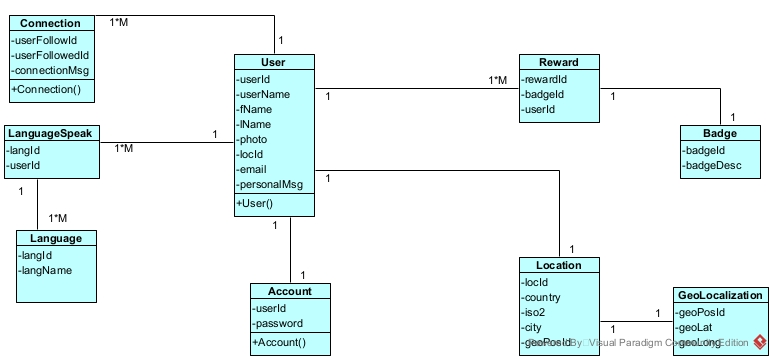 Connection
-userFollowId
-userFollowedId
-connectionMsg
+Connection()
1*M
1
User
-userId
-userName
-fName
-lName
-photo
-locId
-email
-personalMsg
+User()
1
1*M
Reward
-rewardId
-badgeId
-userId
1
1
Badge
-badgeId
-badgeDesc
LanguageSpeak
-langId
-userId
1*M
1
1
1*M
Language
-langId
-langName
1
1
Account
-userId
-password
+Account()
1
1
Location
-locId
-country
-iso2
-city
-geoPosId
1
1
GeoLocalization
-geoPosId
-geoLat
-geoLong
Visual Paradigm Community Edition